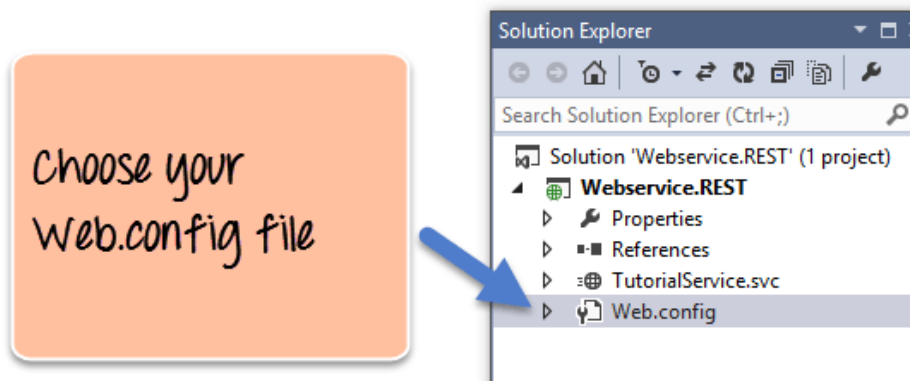 Choose your
Web.config file
Solution Explorer
Search Solution Explorer (Ctrl+;)
Solution 'Webservice.REST' (1 project)
Webservice.REST
Properties
References
TutorialService.svc
Web.config